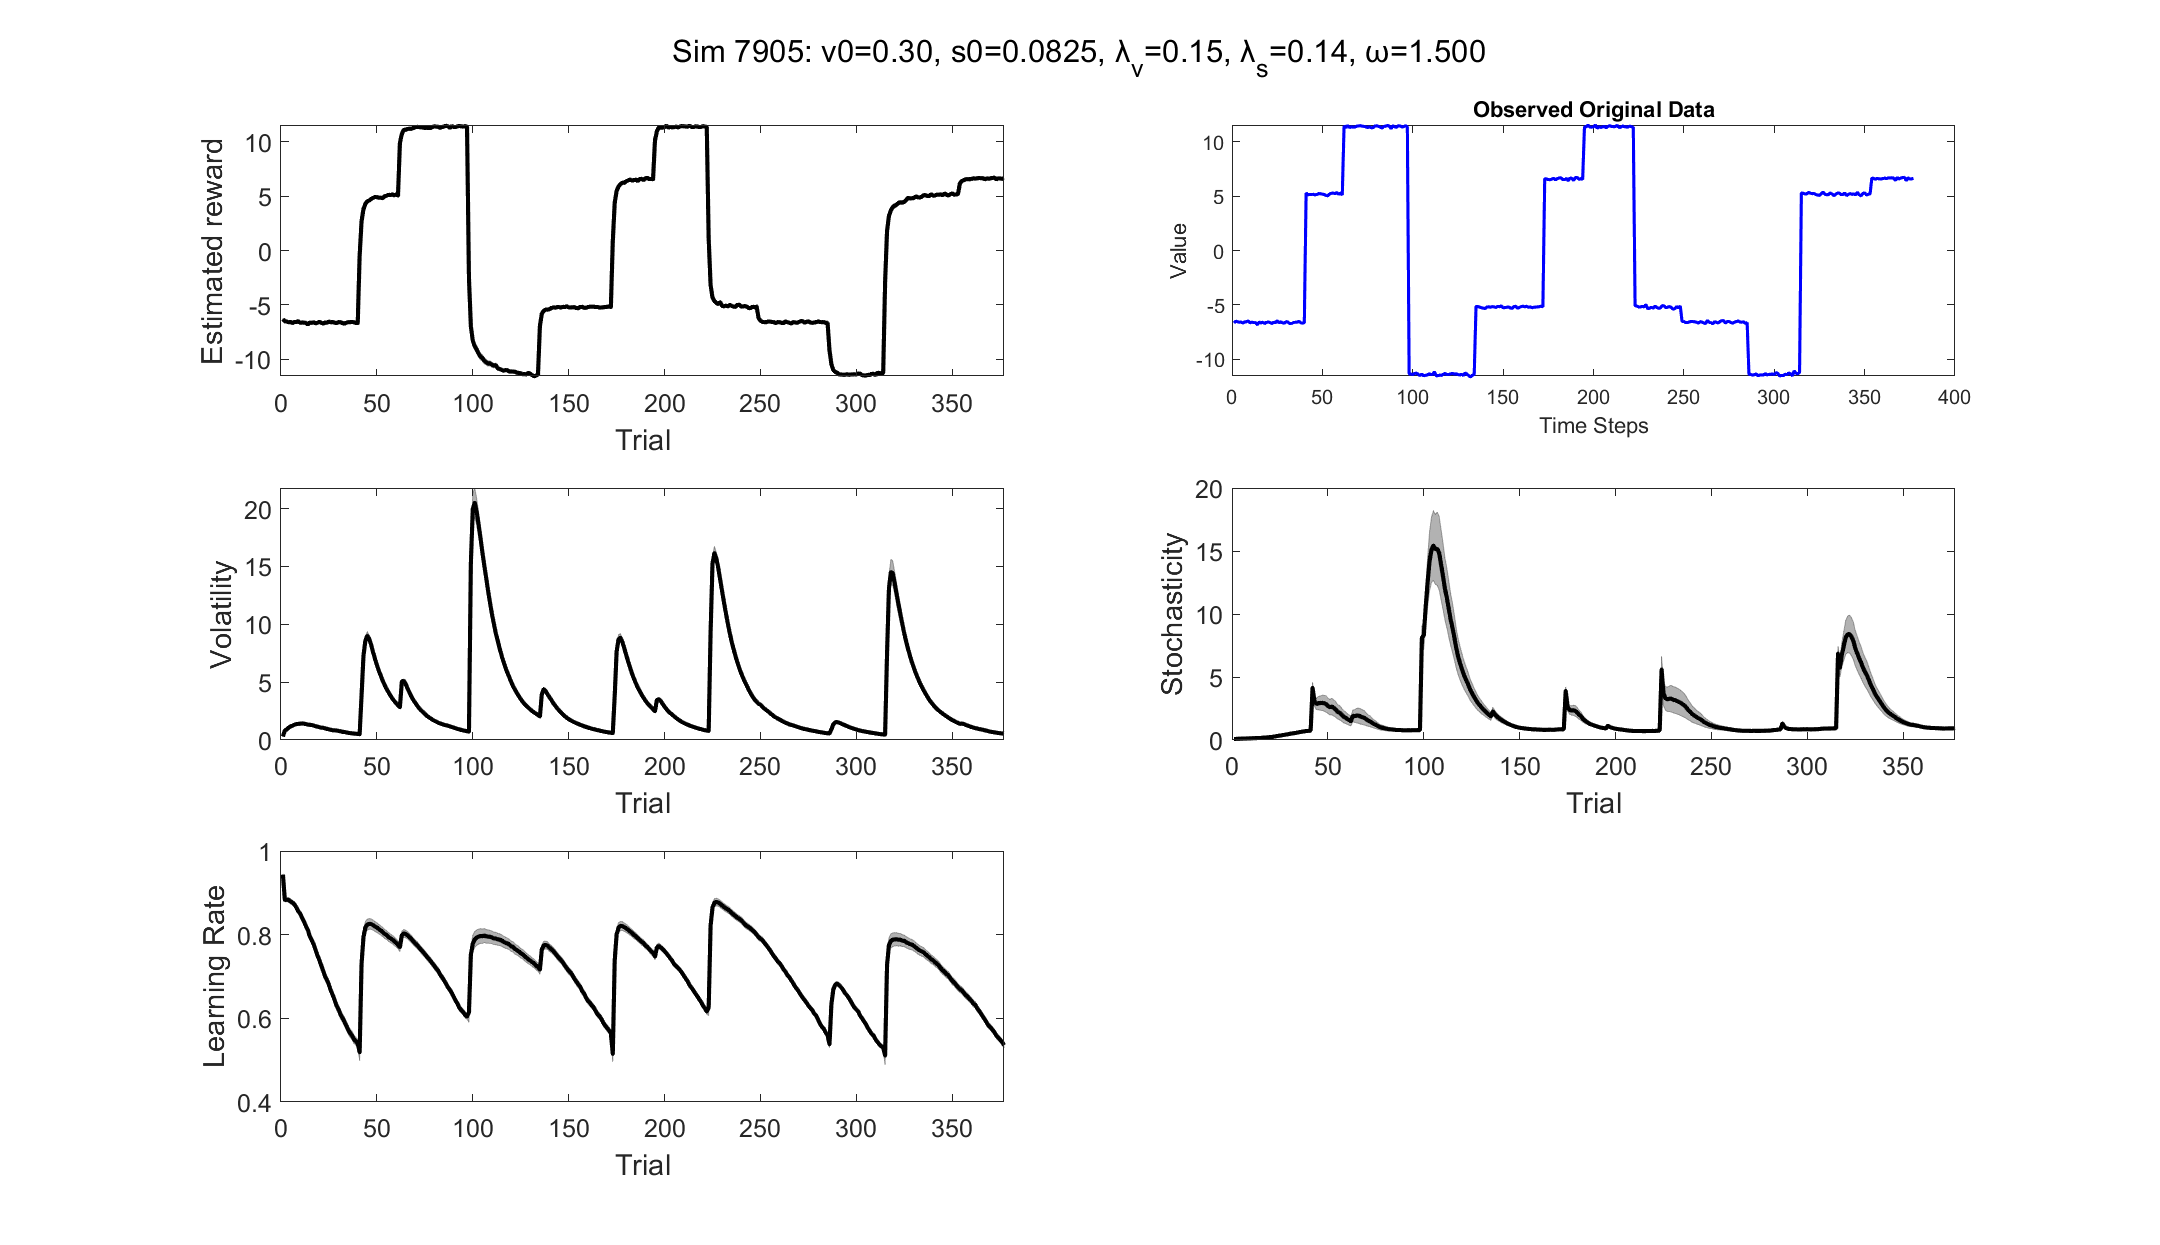 Sim 7905: v0=0.30, s0=0.0825, λv=0.15, λs=0.14, ω=1.500
Estimated reward
10
5
0
-5
-10
0 50 100 150 200 250 300 350
Trial
Observed Original Data
Value
10
5
0
-5
-10
0 50 100 150 200 250 300 350 400
Time Steps
Volatility
20
15
10
5
0
0 50 100 150 200 250 300 350
Trial
Stochasticity
20
15
10
5
0
0 50 100 150 200 250 300 350
Trial
Learning Rate
1
0.8
0.6
0.4
0 50 100 150 200 250 300 350
Trial